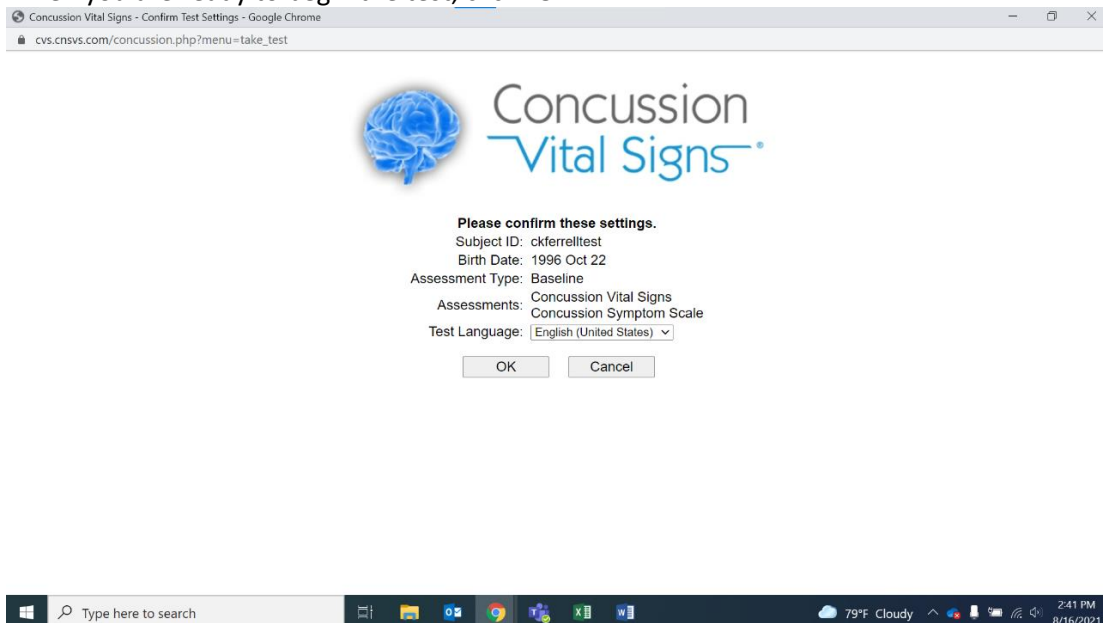 Concussion Vital Signs - Confirm Test Settings - Google Chrome
cvs.cnsvs.com/concussion.php?menu=take_test
Concussion
Vital Signs®
Please confirm these settings.
Subject ID: ckferrelltest
Birth Date: 1996 Oct 22
Assessment Type: Baseline
Assessments: Concussion Vital Signs
Concussion Symptom Scale
Test Language: English (United States)
OK Cancel
Type here to search 79°F Cloudy 2:41 PM
8/16/2021